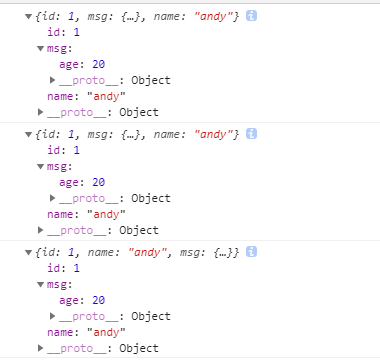 ▼{id: 1, msg: {…}, name: "andy"} i
id: 1
▼msg:
age: 20
▶__proto__: Object
name: "andy"
▶__proto__: Object
▼{id: 1, msg: {…}, name: "andy"} i
id: 1
▼msg:
age: 20
▶__proto__: Object
name: "andy"
▶__proto__: Object
▼{id: 1, name: "andy", msg: {…}} i
id: 1
▼msg:
age: 20
▶__proto__: Object
name: "andy"
▶__proto__: Object